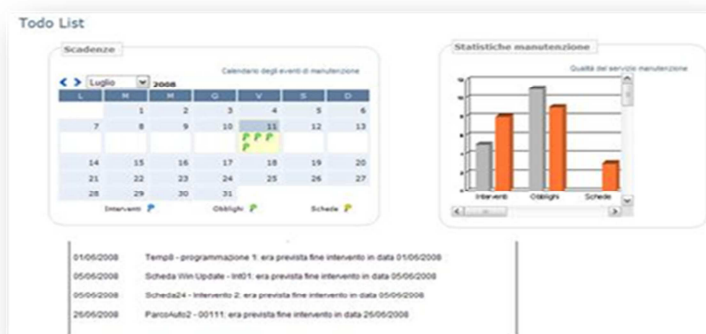 Todo List
Scadenze
Calendario degli eventi di manutenzione
Luglio 2008
L M M G V S D
1 2 3 4 5 6
7 8 9 10 11 12 13
14 15 16 17 18 19 20
21 22 23 24 25 26 27
28 29 30 31
Interventi Obblighi Schede
Statistiche manutenzione
Qualità del servizio manutenzione
Interventi Obblighi Schede
01/06/2008 Temp8 - programmazione 1: era prevista fine intervento in data 01/06/2008
05/06/2008 Scheda Win Update - Int01: era prevista fine intervento in data 05/06/2008
05/06/2008 Scheda24 - Intervento 2: era prevista fine intervento in data 05/06/2008
26/06/2008 ParcoAuto2 - 00111: era prevista fine intervento in data 26/06/2008